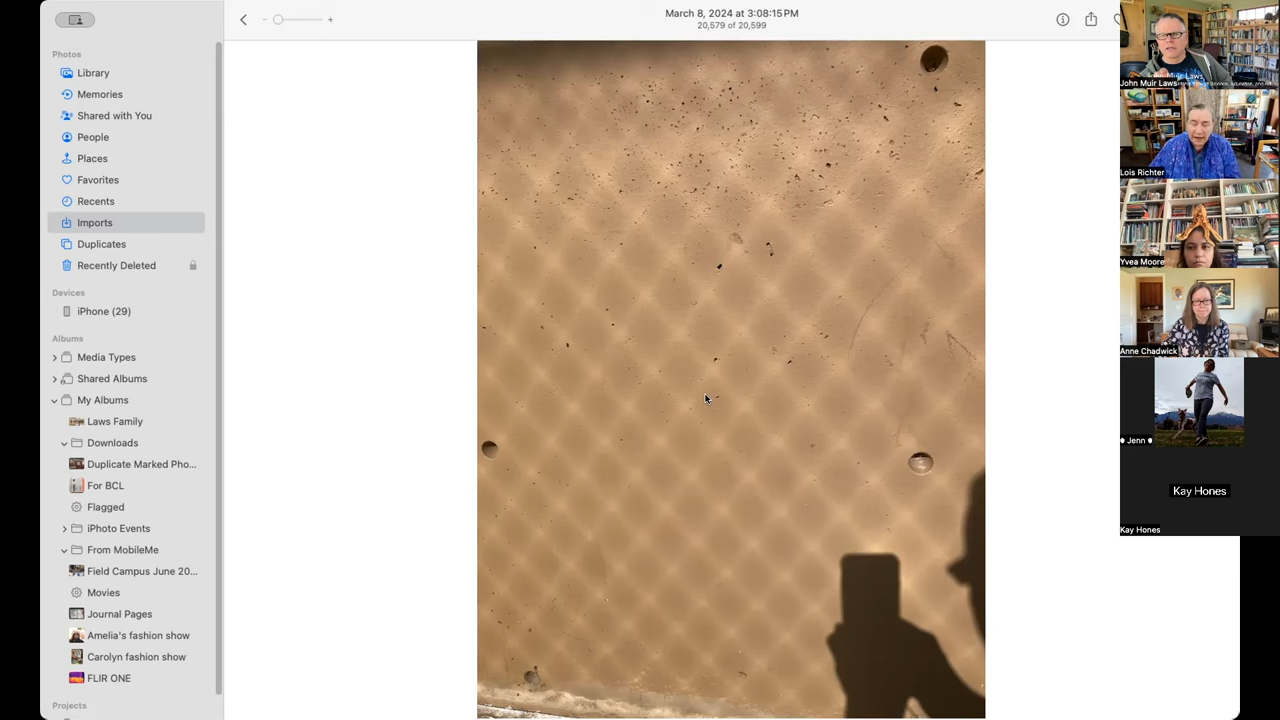 March 8, 2024 at 3:08:15 PM
20,579 of 20,599
Photos
Library
Memories
Shared with You
People
Places
Favorites
Recents
Imports
Duplicates
Recently Deleted
Devices
iPhone (29)
Albums
Media Types
Shared Albums
My Albums
Laws Family
Downloads
Duplicate Marked Pho...
For BCL
Flagged
iPhoto Events
From MobileMe
Field Campus June 20...
Movies
Journal Pages
Amelia's fashion show
Carolyn fashion show
FLIR ONE
Projects
John Muir Laws
John Muir Laws
Lois Richter
Yvea Moore
Anne Chadwick
Jenn
Kay Hones
Kay Hones